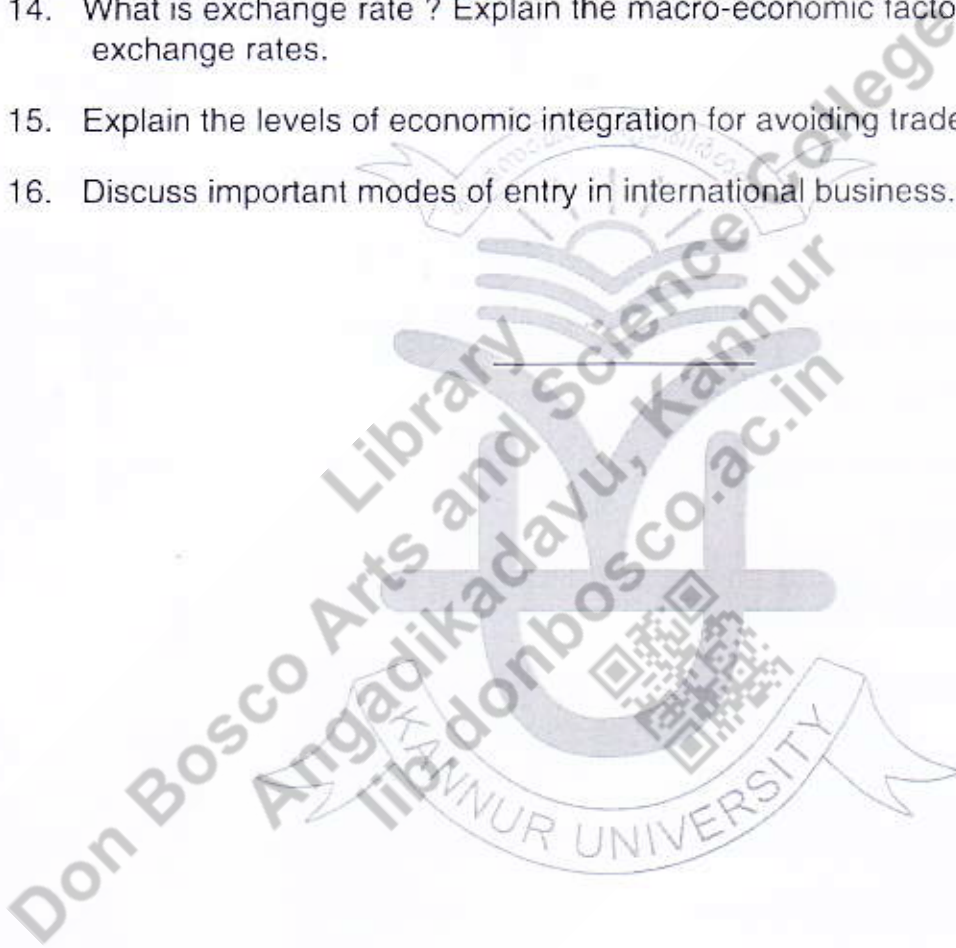 14. What is exchange rate ? Explain the macro-economic facto
exchange rates.
15. Explain the levels of economic integration for avoiding trade
16. Discuss important modes of entry in international business.
Library
Don Bosco Arts and Science College
Angadikadavu, Kannur
lib.donbosco.ac.in
KANNUR UNIVERSITY